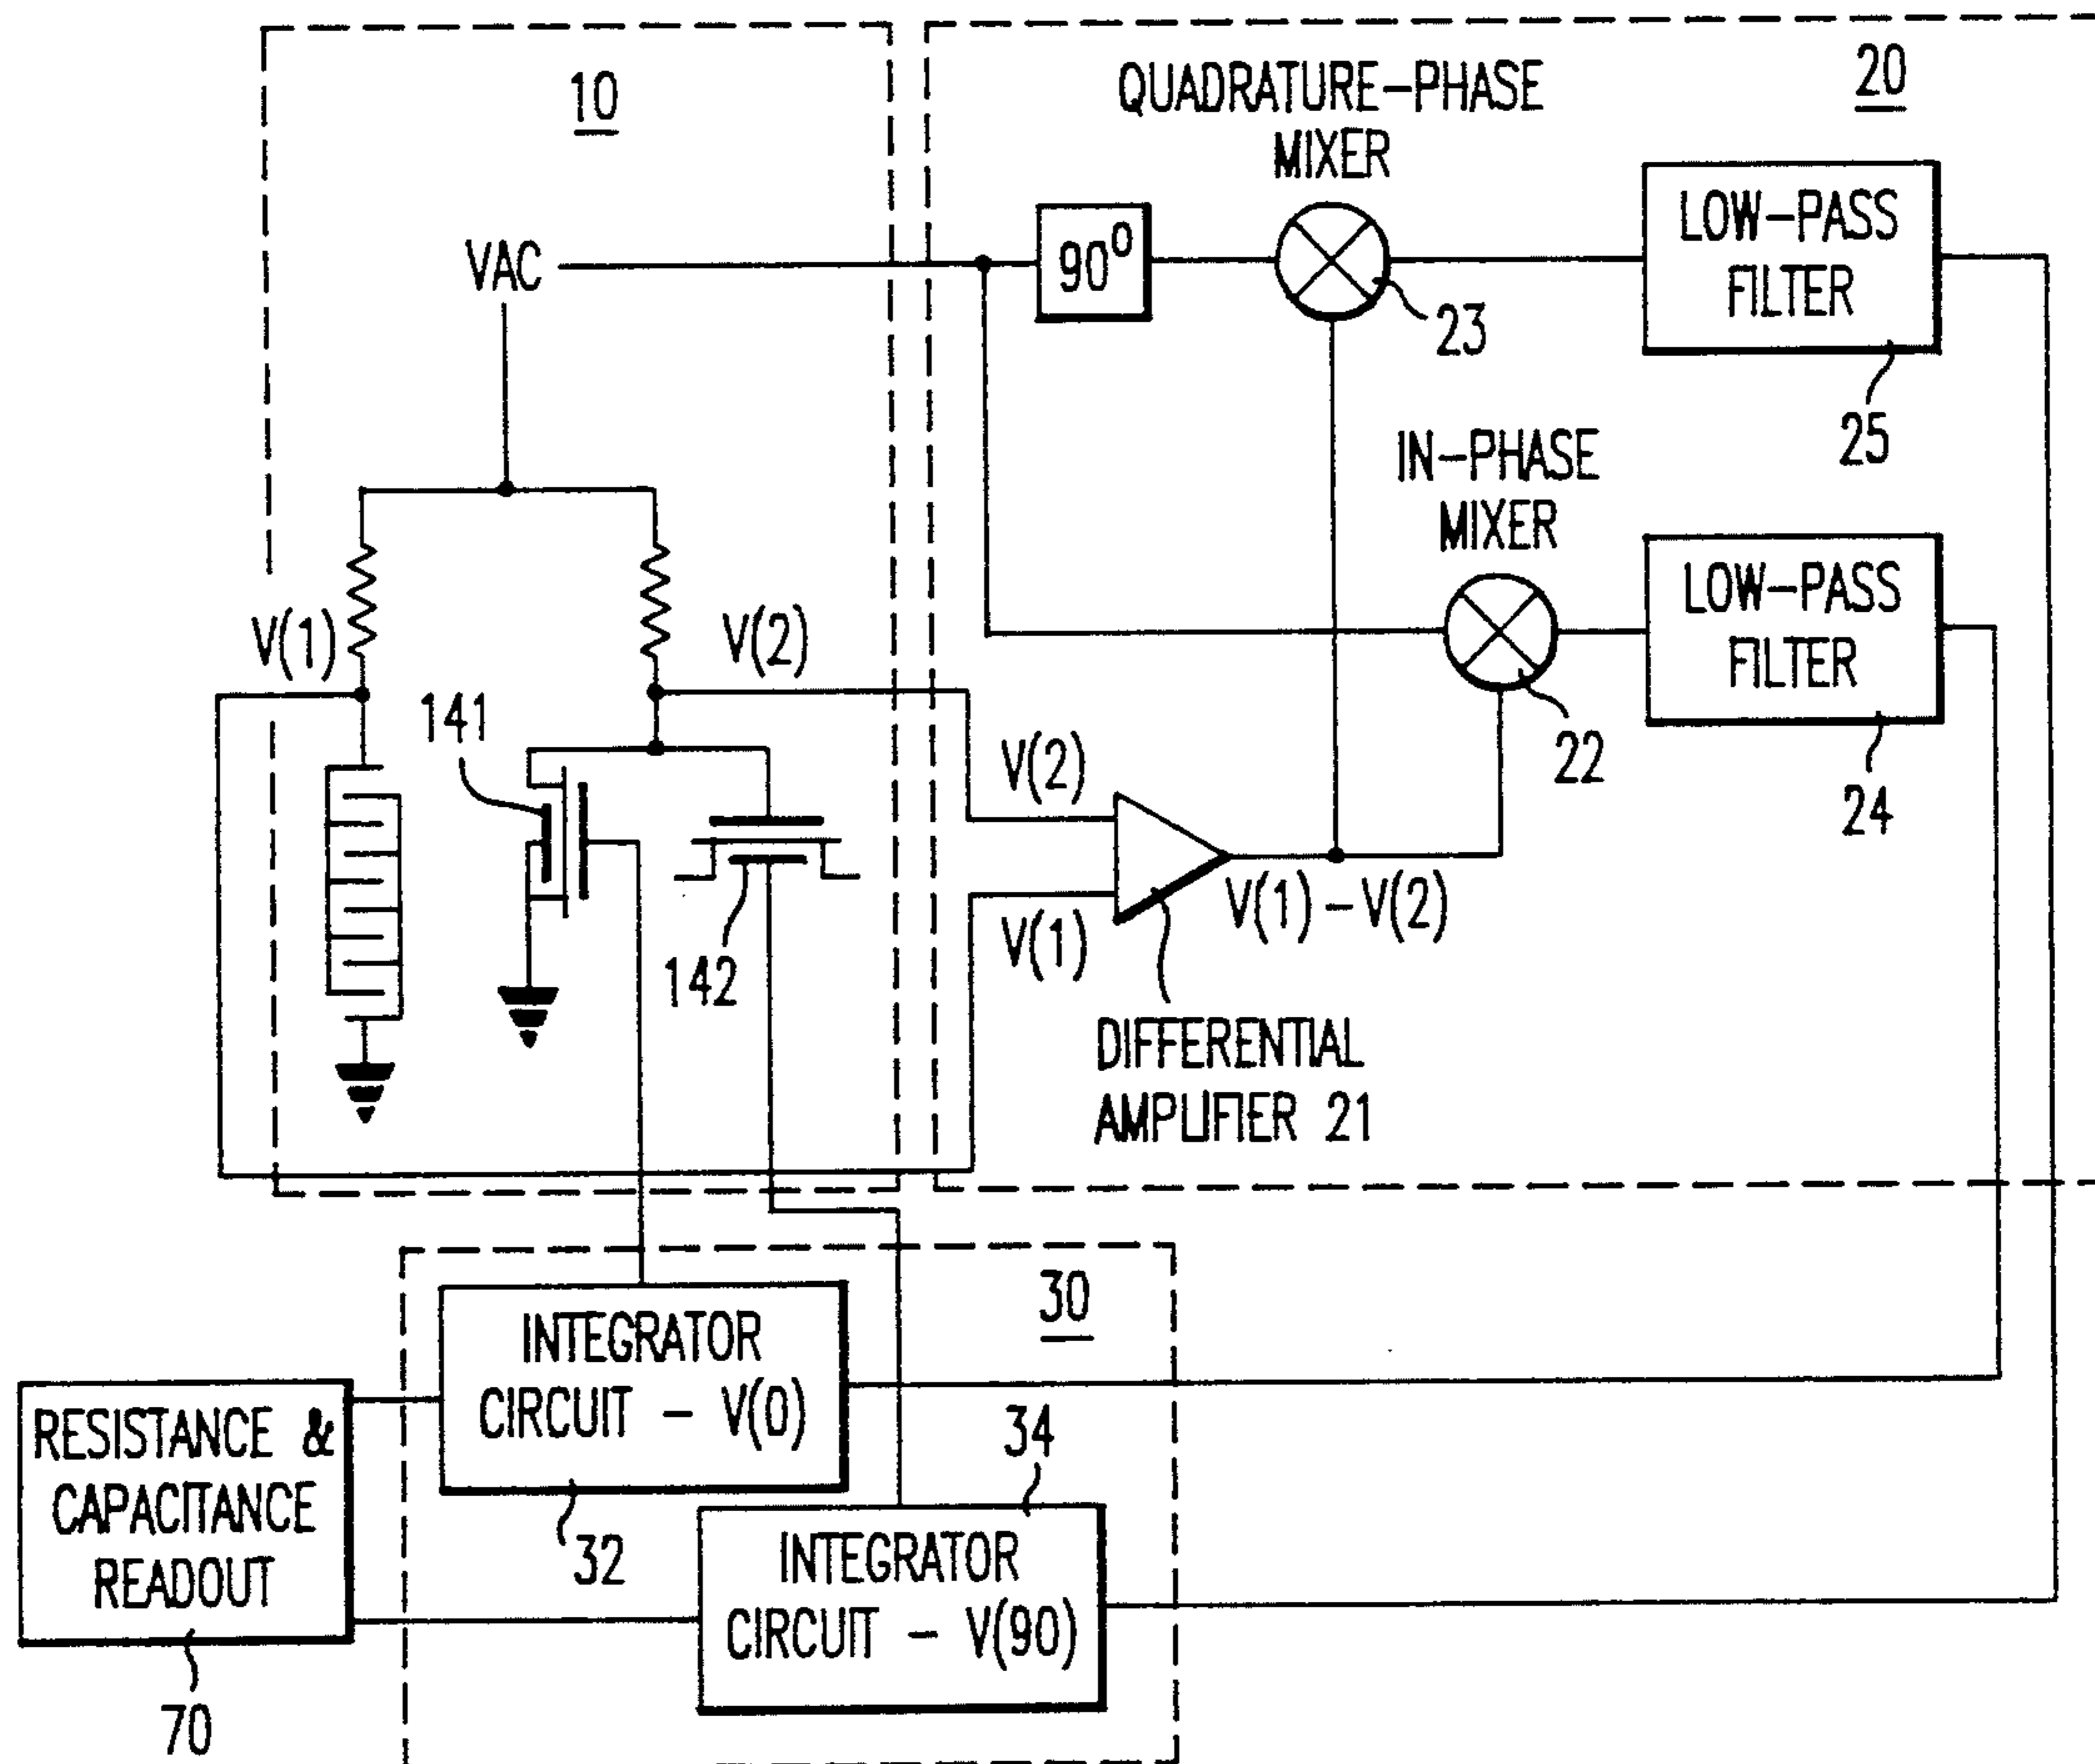 10
20
QUADRATURE-PHASE
MIXER
VAC
90°
23
LOW-PASS
FILTER
25
IN-PHASE
MIXER
22
LOW-PASS
FILTER
24
V(1)
V(2)
141
142
V(2)
V(1)
V(1)-V(2)
DIFFERENTIAL
AMPLIFIER 21
30
INTEGRATOR
CIRCUIT - V(0)
32
34
INTEGRATOR
CIRCUIT - V(90)
RESISTANCE &
CAPACITANCE
READOUT
70